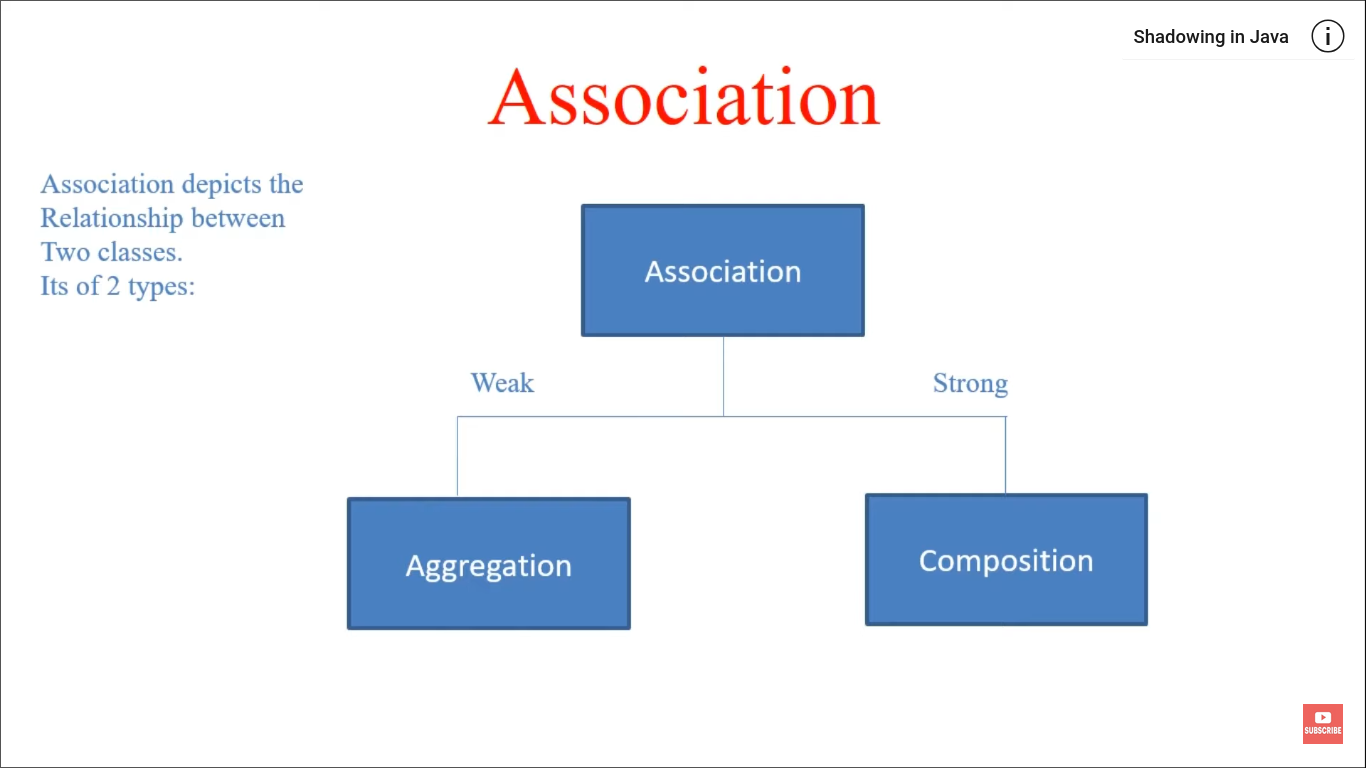 Shadowing in Java
Association
Association depicts the
Relationship between
Two classes.
Its of 2 types:
Association
Weak
Strong
Aggregation
Composition
SUBSCRIBE